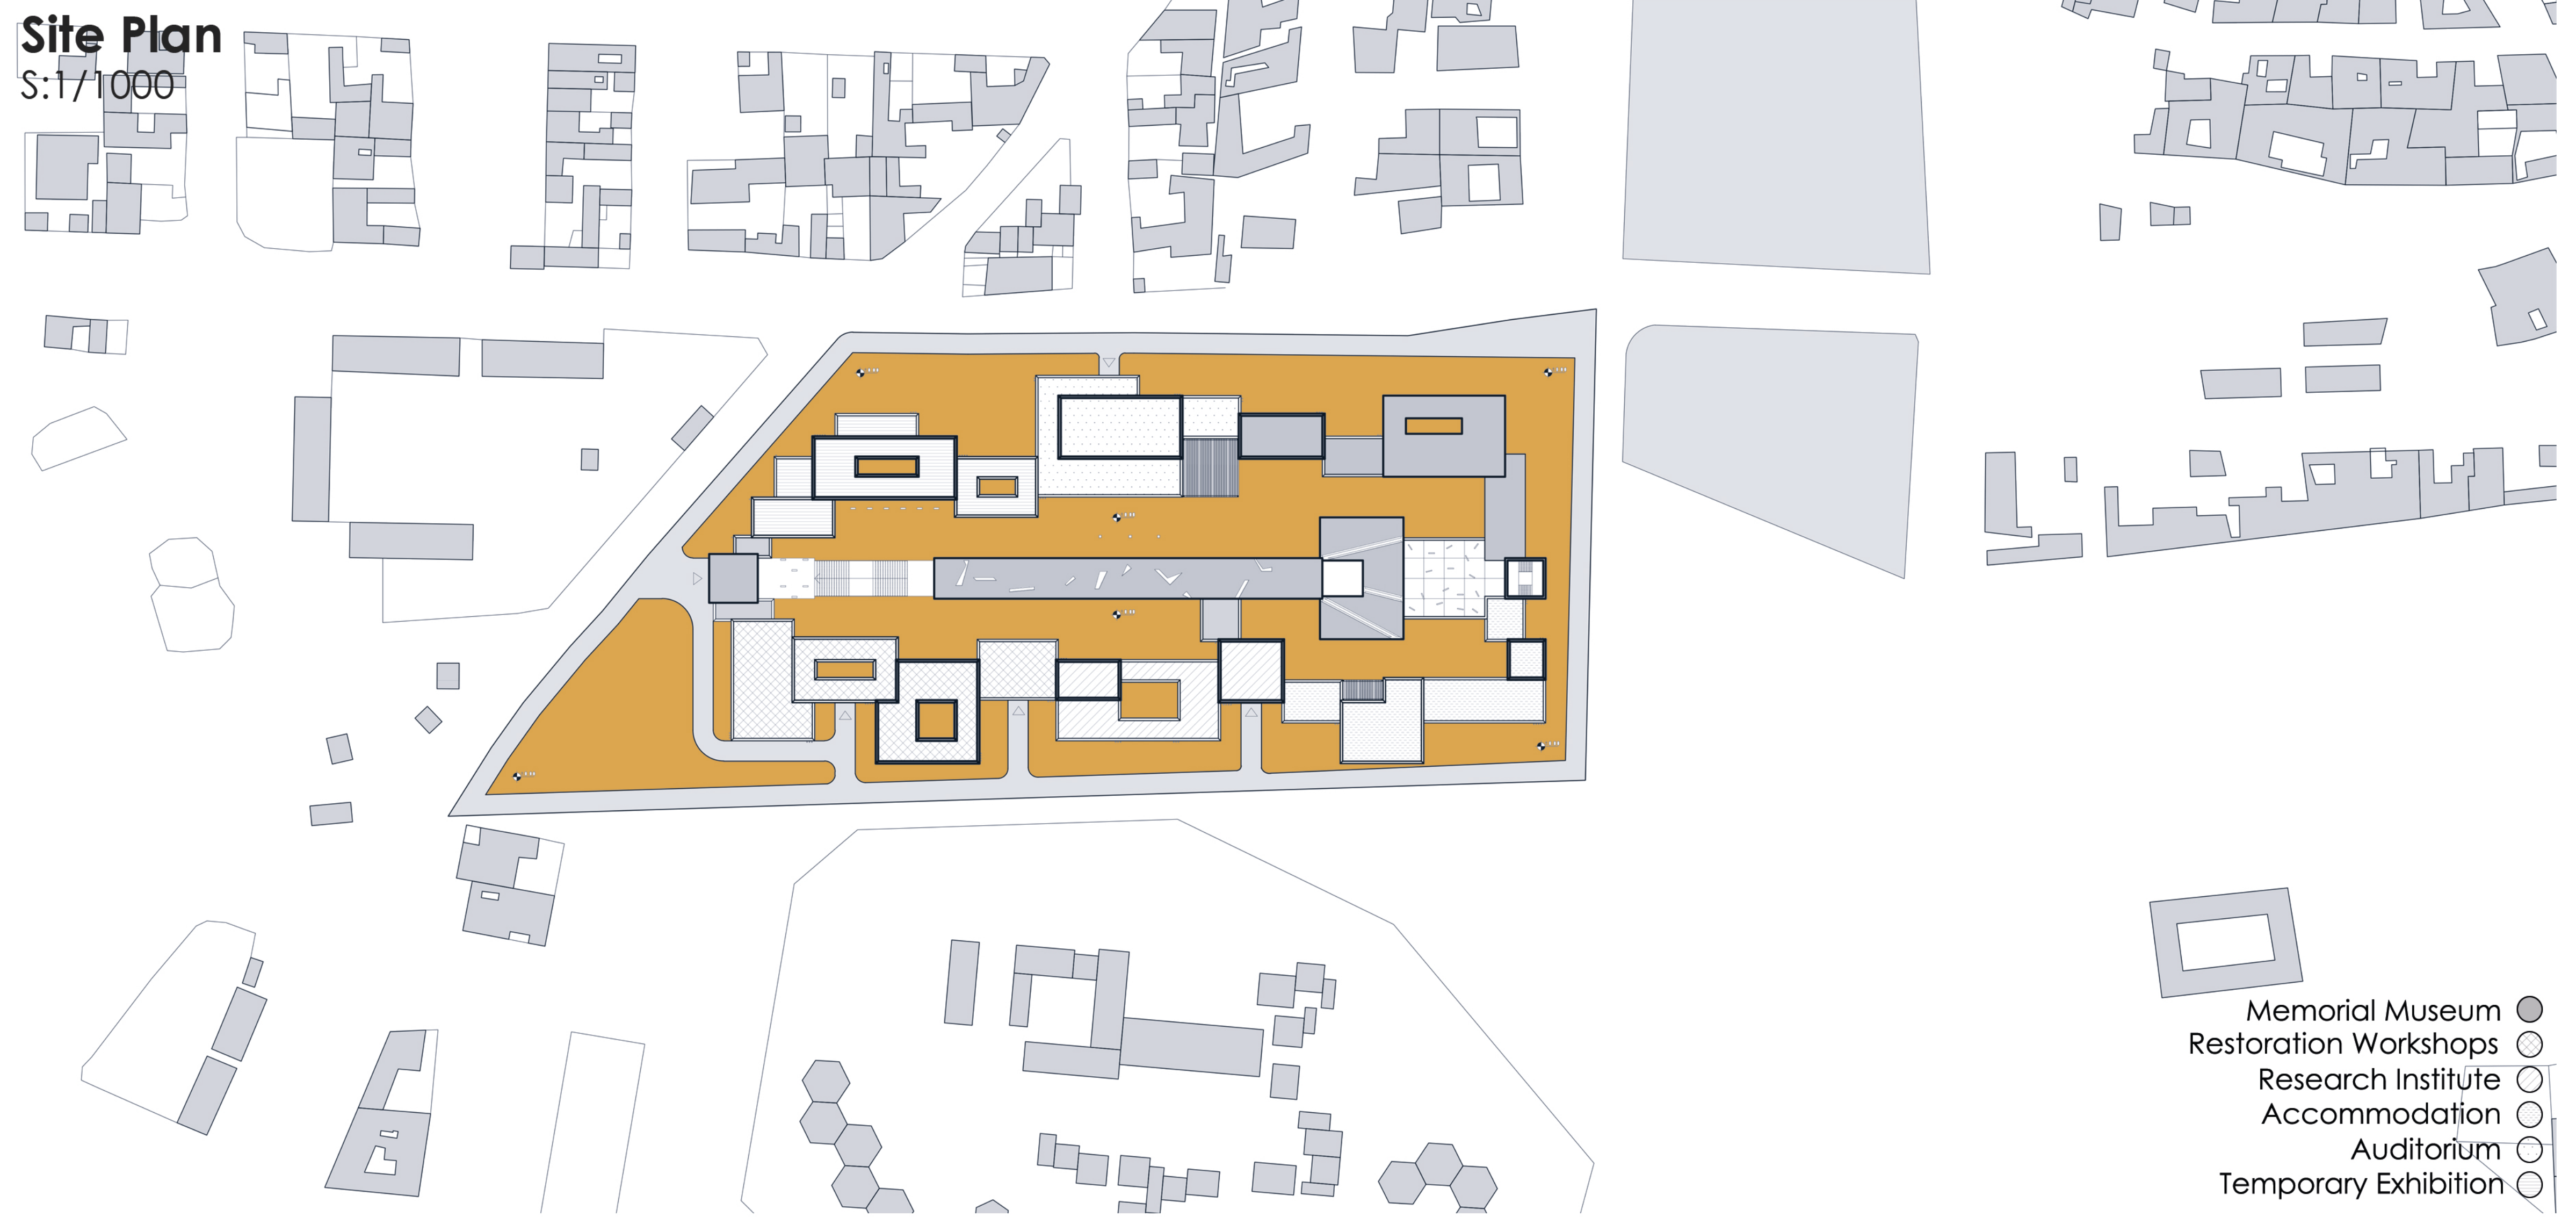 Site Plan
S:1/1000
Memorial Museum
Restoration Workshops
Research Institute
Accommodation
Auditorium
Temporary Exhibition